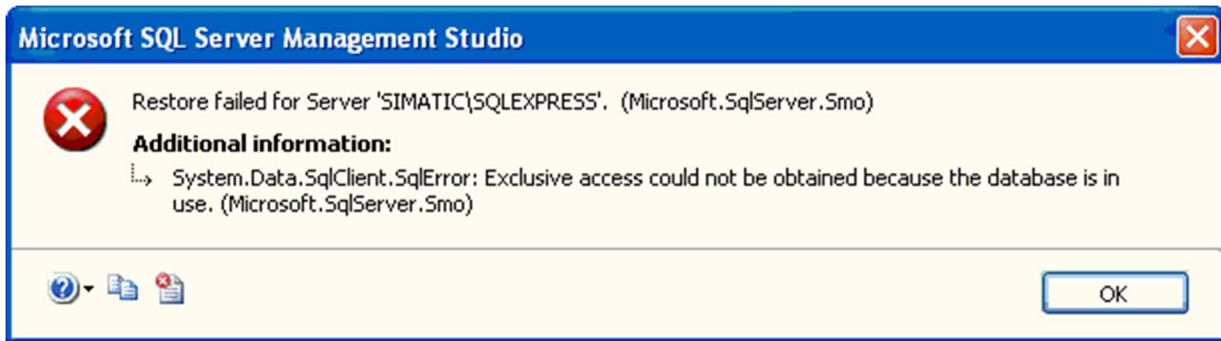 Microsoft SQL Server Management Studio
Restore failed for Server 'SIMATIC\SQLEXPRESS'. (Microsoft.SqlServer.Smo)
Additional information:
System.Data.SqlClient.SqlError: Exclusive access could not be obtained because the database is in
use. (Microsoft.SqlServer.Smo)
OK